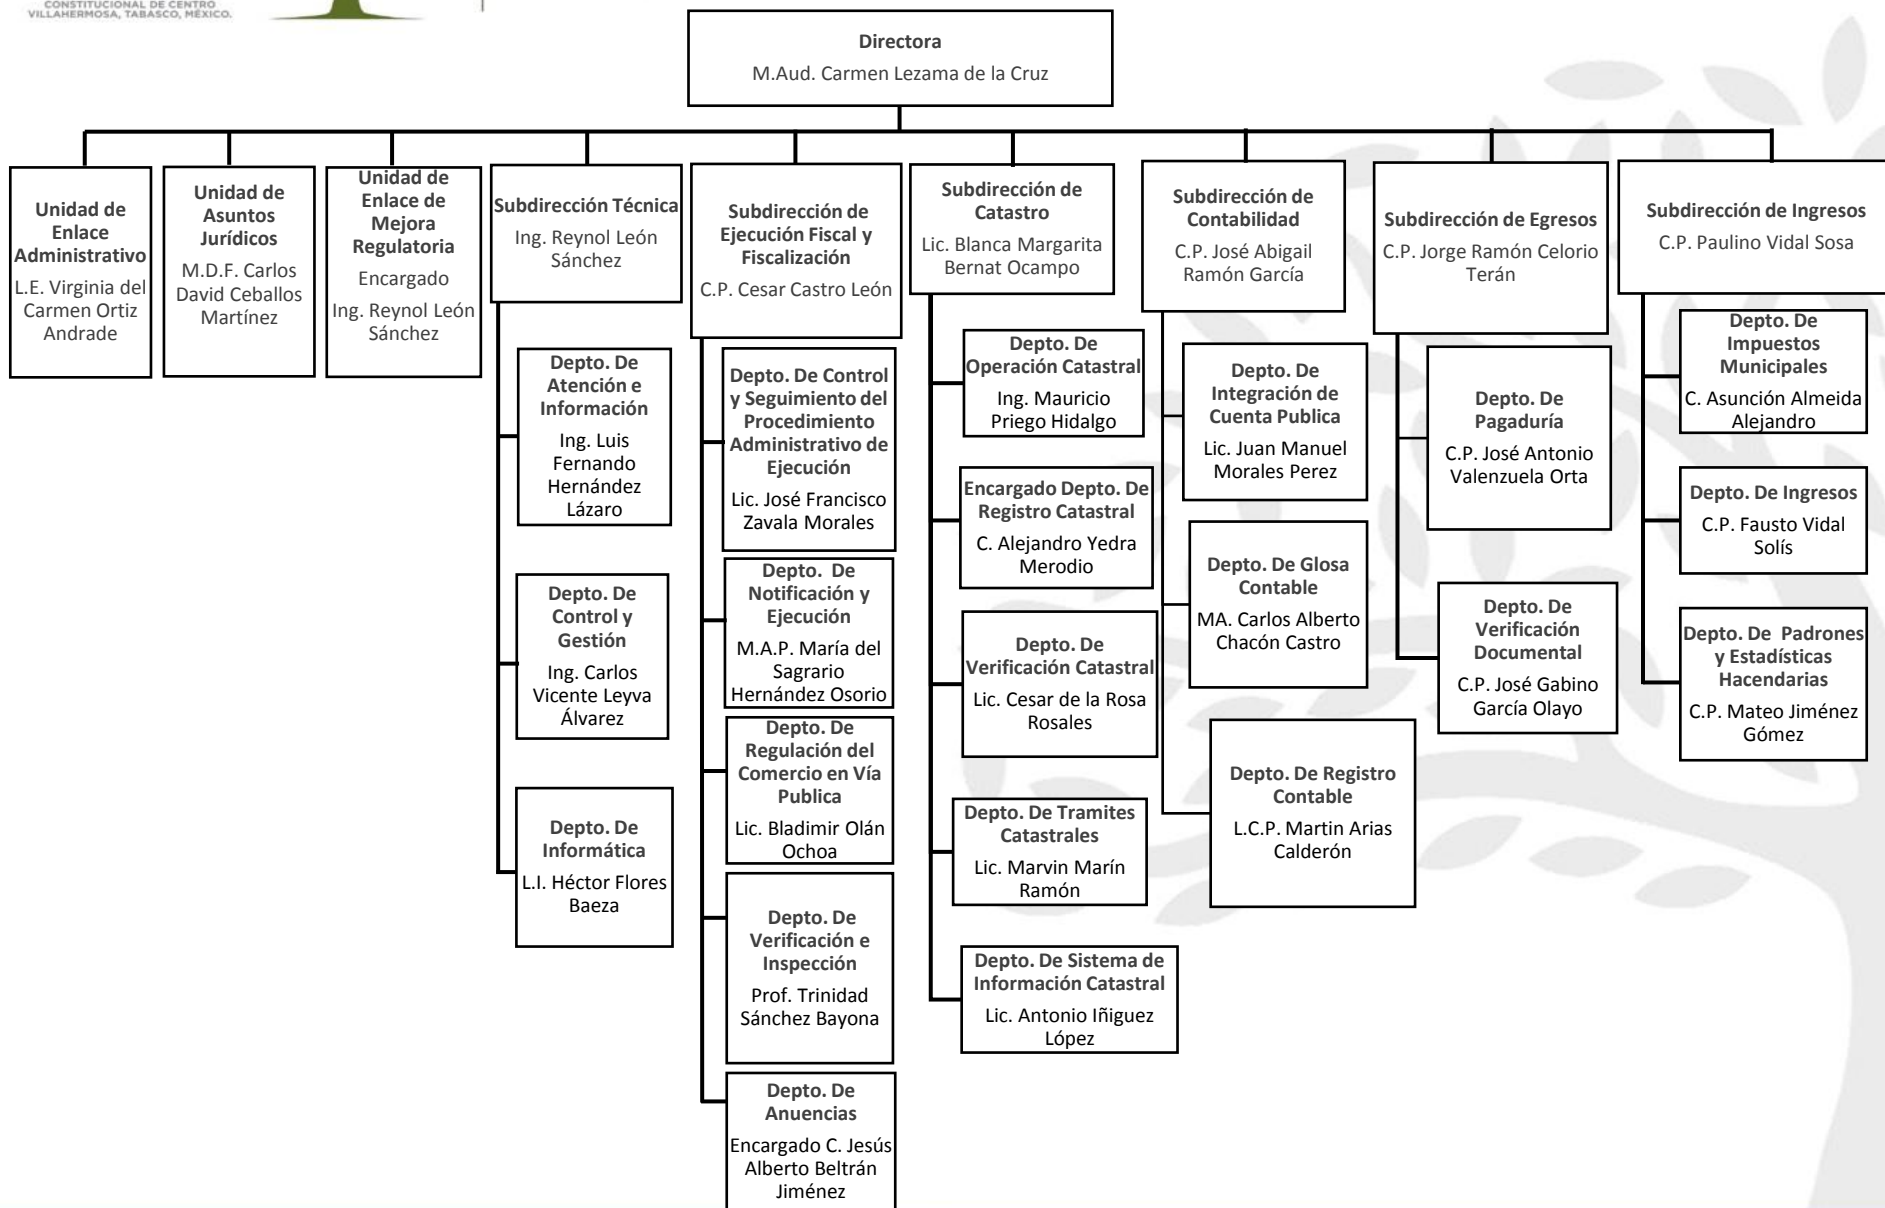 CONSTITUCIONAL DE CENTRO
VILLAHERMOSA, TABASCO, MÉXICO.
Directora
M.Aud. Carmen Lezama de la Cruz
Unidad de
Enlace
Administrativo
L.E. Virginia del
Carmen Ortiz
Andrade
Unidad de
Asuntos
Jurídicos
M.D.F. Carlos
David Ceballos
Martínez
Unidad de
Enlace de
Mejora
Regulatoria
Encargado
Ing. Reynol León
Sánchez
Subdirección Técnica
Ing. Reynol León
Sánchez
Depto. De
Atención e
Información
Ing. Luis
Fernando
Hernández
Lázaro
Depto. De
Control y
Gestión
Ing. Carlos
Vicente Leyva
Álvarez
Depto. De
Informática
L.I. Héctor Flores
Baeza
Subdirección de
Ejecución Fiscal y
Fiscalización
C.P. Cesar Castro León
Depto. De Control
y Seguimiento del
Procedimiento
Administrativo de
Ejecución
Lic. José Francisco
Zavala Morales
Depto. De
Notificación y
Ejecución
M.A.P. María del
Sagrario
Hernández Osorio
Depto. De
Regulación del
Comercio en Vía
Publica
Lic. Bladimir Olán
Ochoa
Depto. De
Verificación e
Inspección
Prof. Trinidad
Sánchez Bayona
Depto. De
Anuencias
Encargado C. Jesús
Alberto Beltrán
Jiménez
Subdirección de
Catastro
Lic. Blanca Margarita
Bernat Ocampo
Depto. De
Operación Catastral
Ing. Mauricio
Priego Hidalgo
Encargado Depto. De
Registro Catastral
C. Alejandro Yedra
Merodio
Depto. De
Verificación Catastral
Lic. Cesar de la Rosa
Rosales
Depto. De Tramites
Catastrales
Lic. Marvin Marín
Ramón
Depto. De Sistema de
Información Catastral
Lic. Antonio Iñiguez
López
Subdirección de
Contabilidad
C.P. José Abigail
Ramón García
Depto. De
Integración de
Cuenta Publica
Lic. Juan Manuel
Morales Perez
Depto. De Glosa
Contable
MA. Carlos Alberto
Chacón Castro
Depto. De Registro
Contable
L.C.P. Martin Arias
Calderón
Subdirección de Egresos
C.P. Jorge Ramón Celorio
Terán
Depto. De
Pagaduría
C.P. José Antonio
Valenzuela Orta
Depto. De
Verificación
Documental
C.P. José Gabino
García Olayo
Subdirección de Ingresos
C.P. Paulino Vidal Sosa
Depto. De
Impuestos
Municipales
C. Asunción Almeida
Alejandro
Depto. De Ingresos
C.P. Fausto Vidal
Solís
Depto. De Padrones
y Estadísticas
Hacendarias
C.P. Mateo Jiménez
Gómez